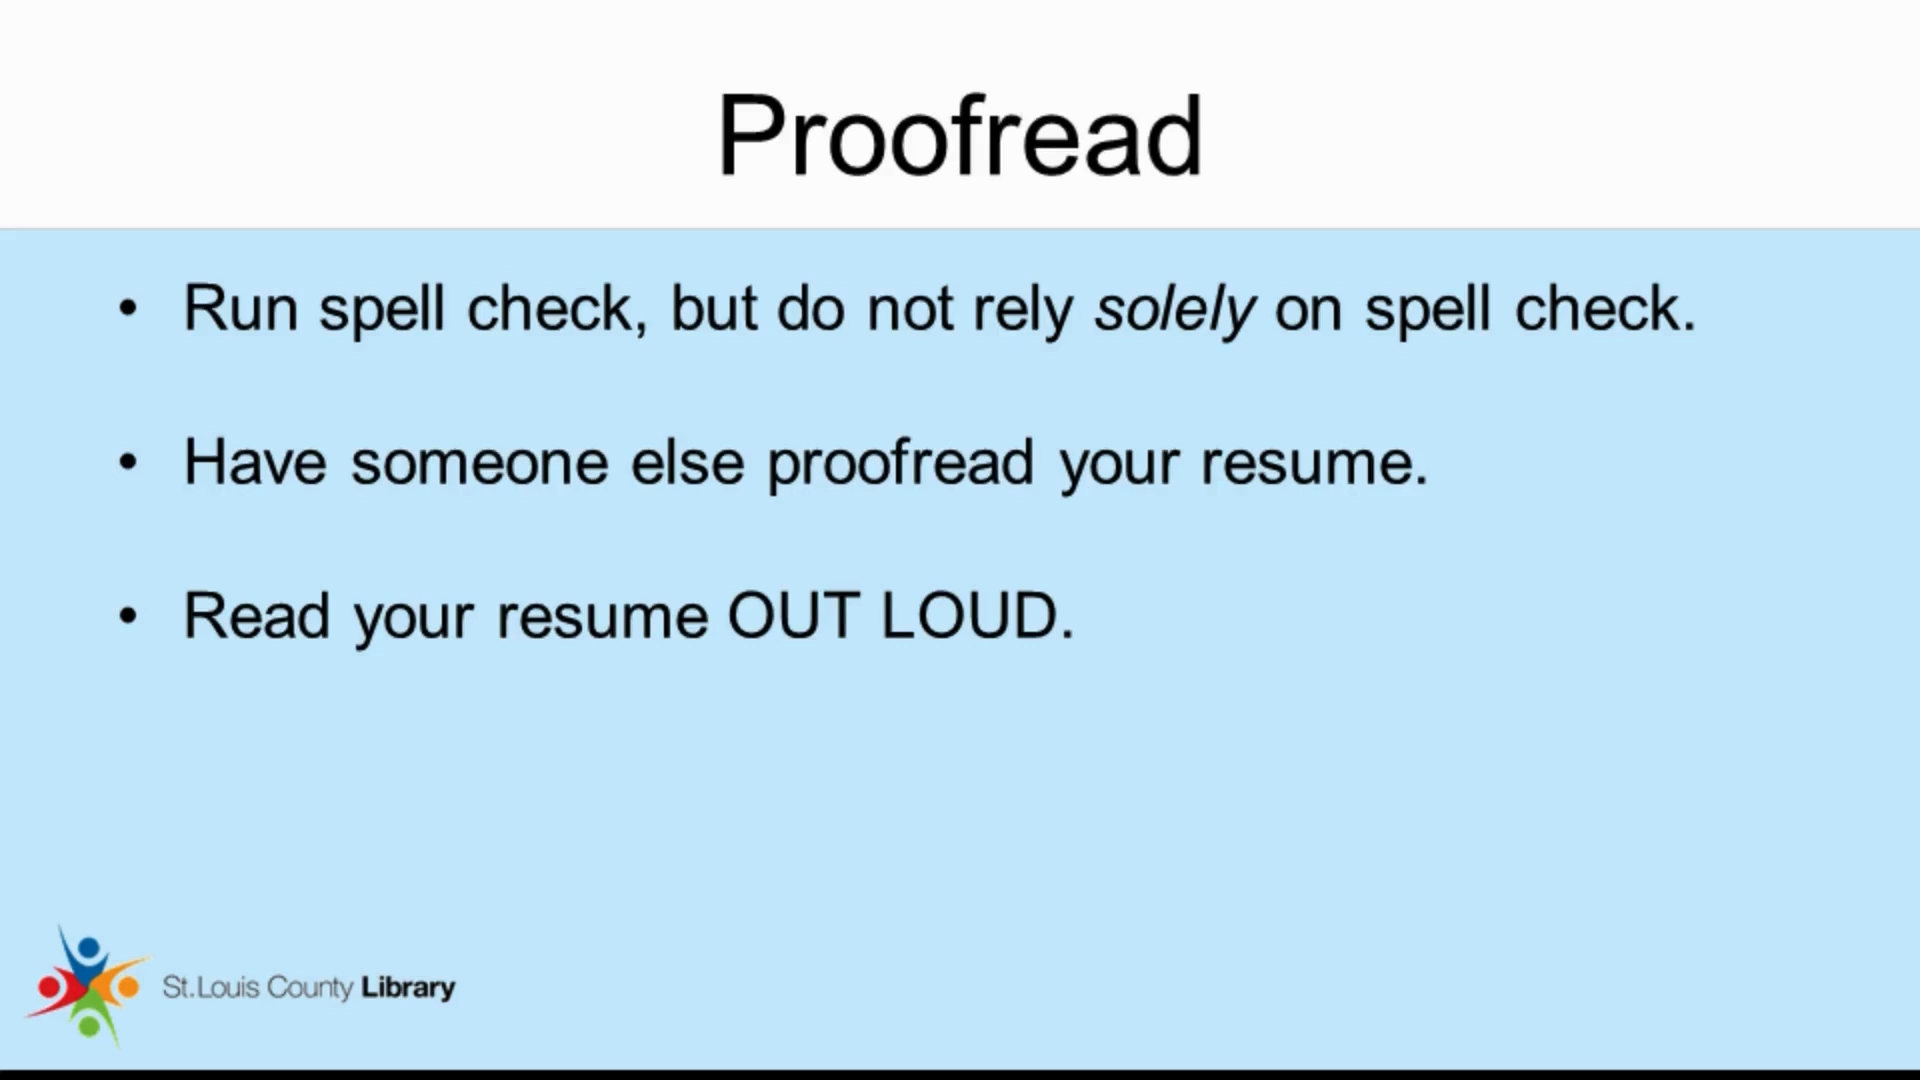 Proofread
• Run spell check, but do not rely solely on spell check.
• Have someone else proofread your resume.
• Read your resume OUT LOUD.
St.Louis County Library